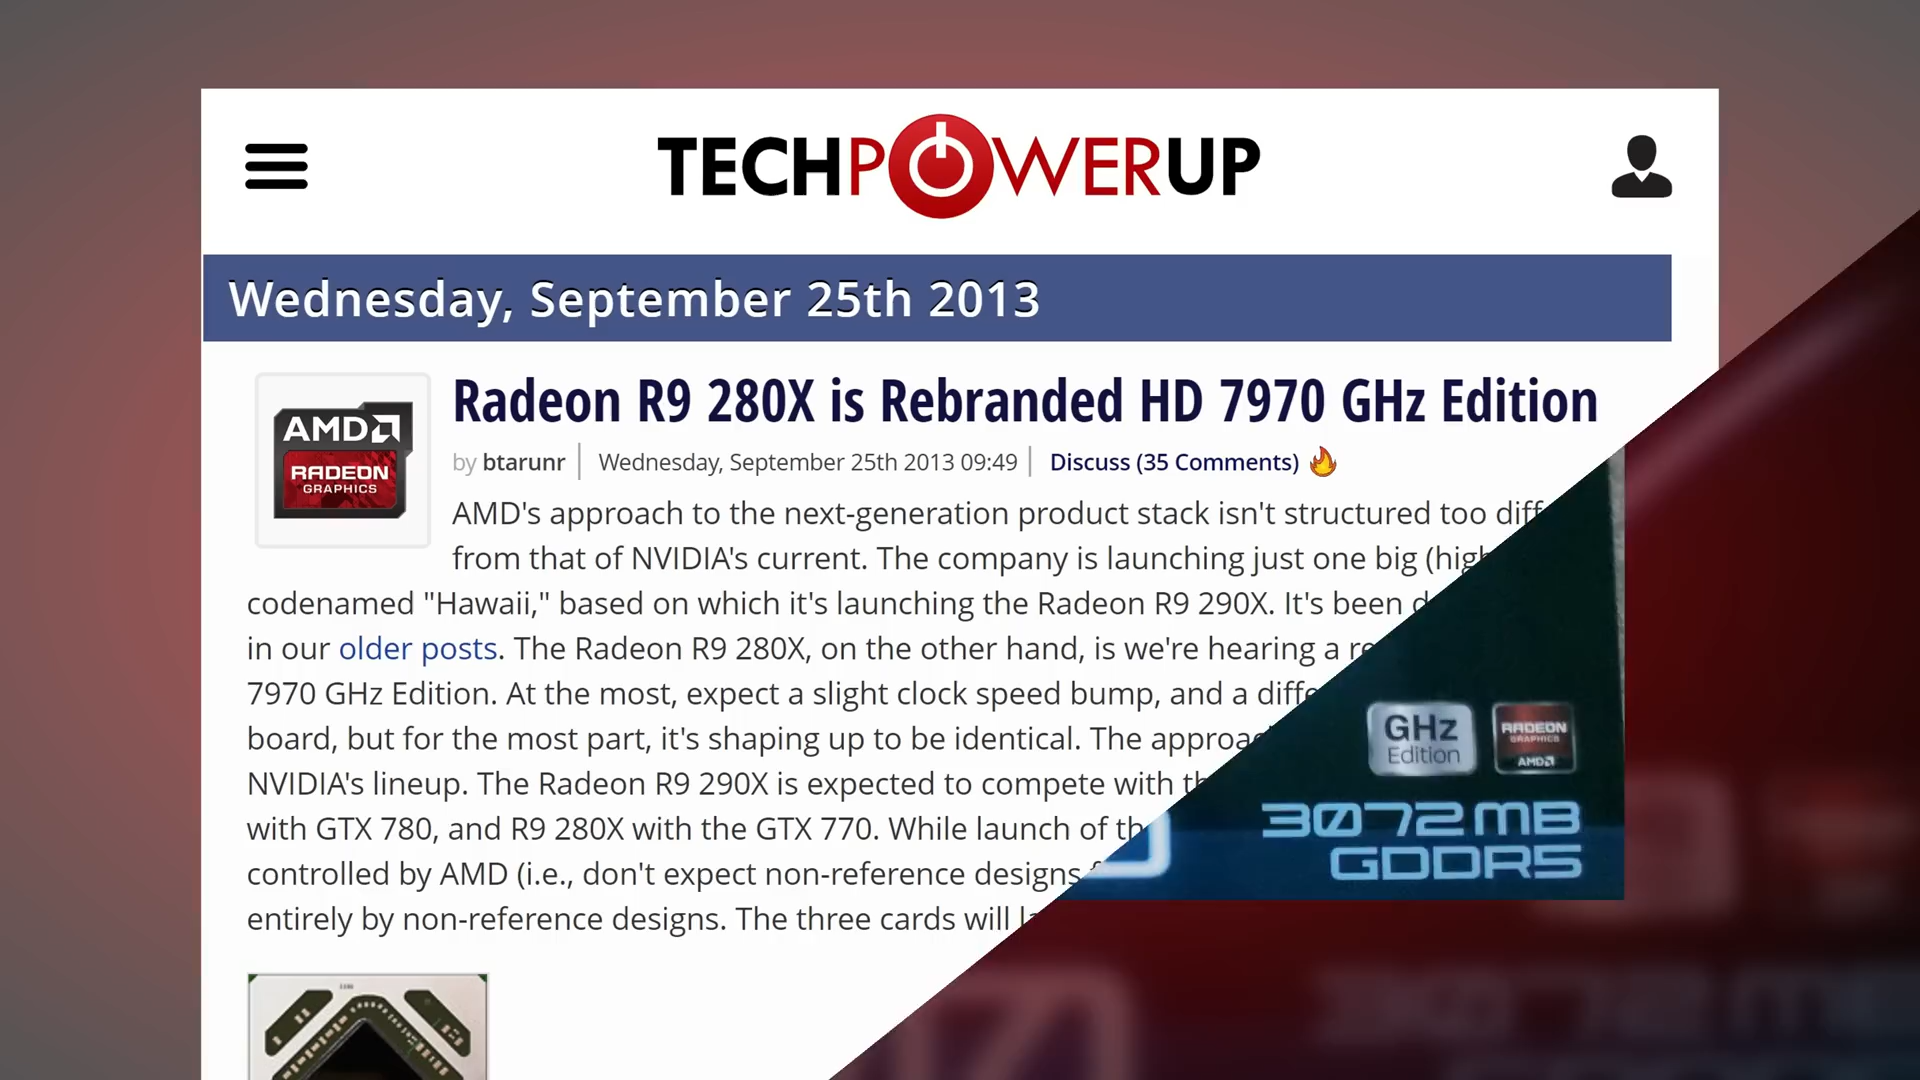 TECHPOWERUP
Wednesday, September 25th 2013
Radeon R9 280X is Rebranded HD 7970 GHz Edition
by btarunr | Wednesday, September 25th 2013 09:49 | Discuss (35 Comments)
AMD
RADEON
GRAPHICS
AMD's approach to the next-generation product stack isn't structured too
from that of NVIDIA's current. The company is launching just one big
codenamed "Hawaii," based on which it's launching the Radeon R9 290X. It's been
in our older posts. The Radeon R9 280X, on the other hand, is we're hearing a
7970 GHz Edition. At the most, expect a slight clock speed bump, and a
board, but for the most part, it's shaping up to be identical. The
NVIDIA's lineup. The Radeon R9 290X is expected to compete with
with GTX 780, and R9 280X with the GTX 770. While launch of
controlled by AMD (i.e., don't expect non-reference designs
entirely by non-reference designs. The three cards will
GHz
Edition
RADEON
GRAPHICS
AMD
3072MB
GDDR5